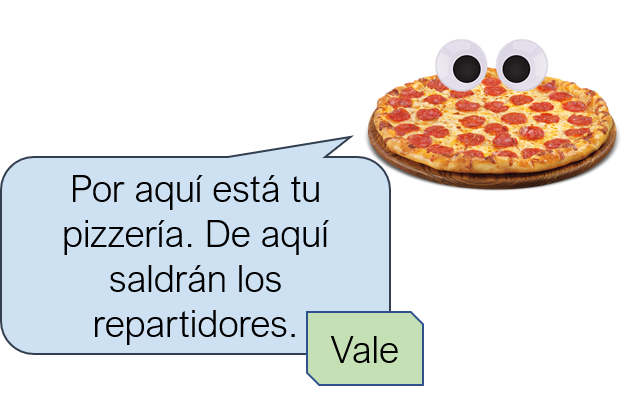 Por aquí está tu
pizzería. De aquí
saldrán los
repartidores.
Vale